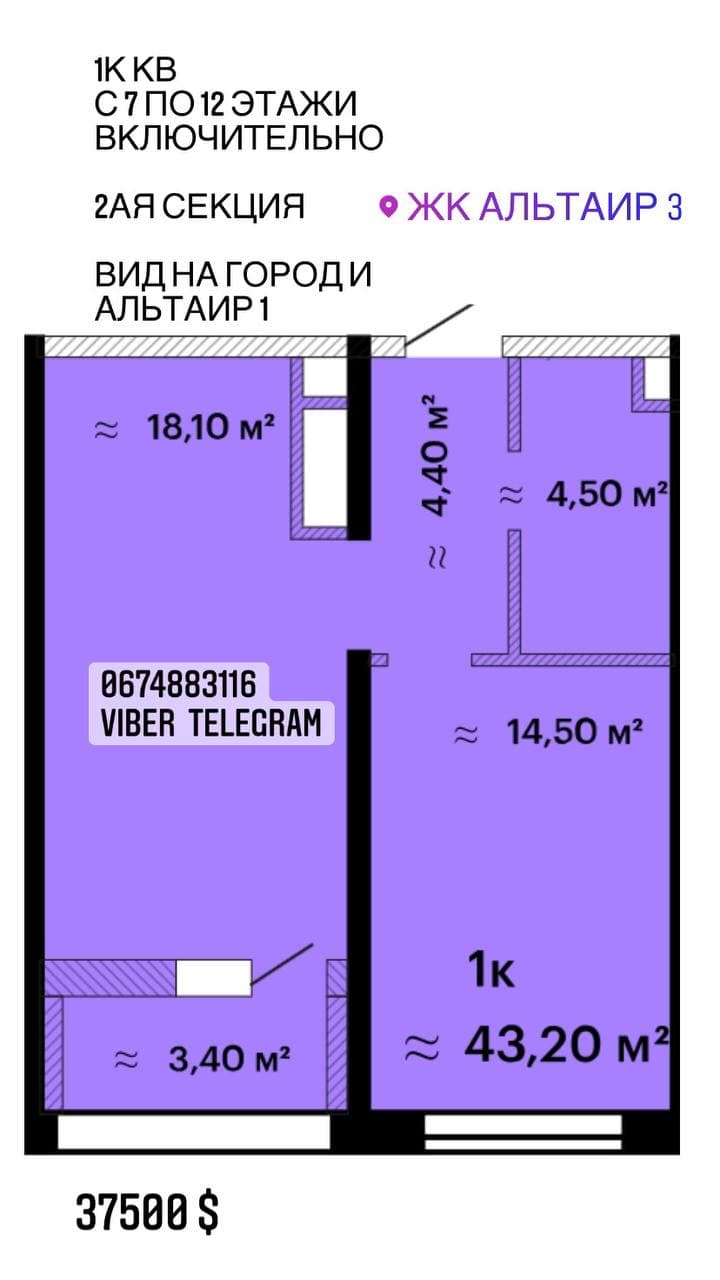 1К КВ
С 7 ПО 12 ЭТАЖИ
ВКЛЮЧИТЕЛЬНО
2АЯ СЕКЦИЯ
ЖК АЛЬТАИР 3
ВИД НА ГОРОД И
АЛЬТАИР 1
≈ 18,10 м²
≈ 4,40 м²
≈ 4,50 м²
0674883116
VIBER TELEGRAM
≈ 14,50 м²
1к
≈ 43,20 м²
≈ 3,40 м²
37500 $